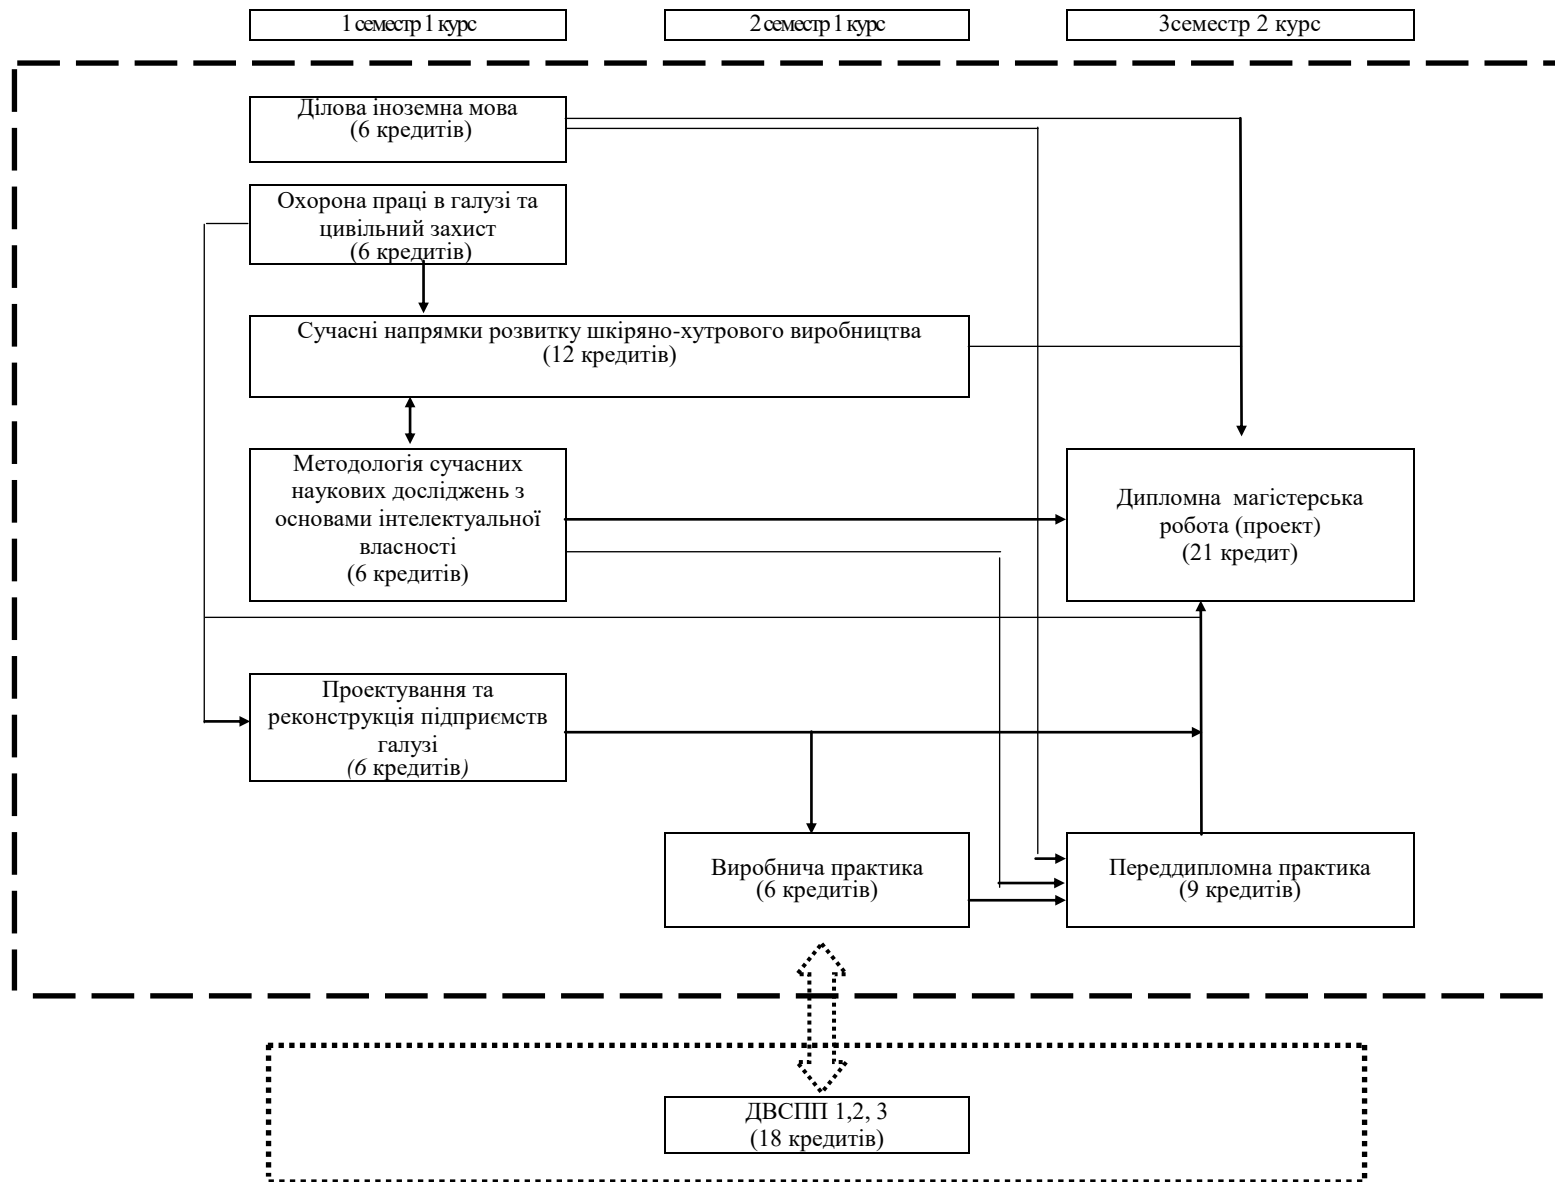 1 семестр 1 курс
2 семестр 1 курс
3семестр 2 курс
Ділова іноземна мова
(6 кредитів)
Охорона праці в галузі та
цивільний захист
(6 кредитів)
Сучасні напрямки розвитку шкіряно-хутрового виробництва
(12 кредитів)
Методологія сучасних
наукових досліджень з
основами інтелектуальної
власності
(6 кредитів)
Дипломна магістерська
робота (проект)
(21 кредит)
Проектування та
реконструкція підприємств
галузі
(6 кредитів)
Виробнича практика
(6 кредитів)
Переддипломна практика
(9 кредитів)
ДВСПП 1,2, 3
(18 кредитів)